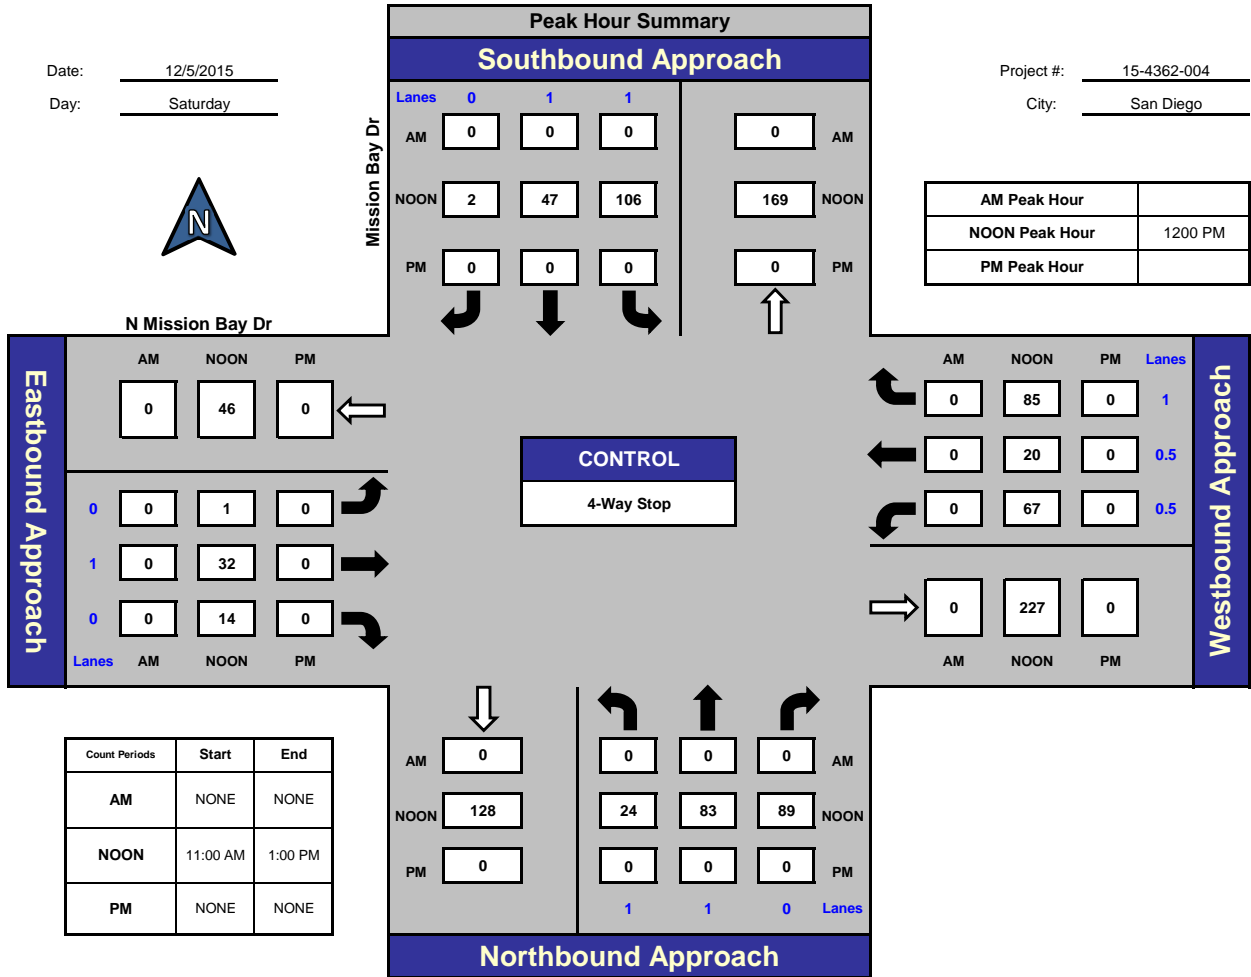 Peak Hour Summary
Southbound Approach
Date: 12/5/2015
Day: Saturday
Project #: 15-4362-004
City: San Diego
N
Mission Bay Dr
Lanes 0 1 1
AM 0 0 0 0 AM
NOON 2 47 106 169 NOON
PM 0 0 0 0 PM
AM Peak Hour
NOON Peak Hour 1200 PM
PM Peak Hour
N Mission Bay Dr
Eastbound Approach
AM NOON PM
0 46 0
0 0 1 0
1 0 32 0
0 0 14 0
Lanes AM NOON PM
CONTROL
4-Way Stop
AM NOON PM Lanes
0 85 0 1
0 20 0 0.5
0 67 0 0.5
0 227 0
AM NOON PM
Westbound Approach
Count Periods Start End
AM NONE NONE
NOON 11:00 AM 1:00 PM
PM NONE NONE
AM 0 0 0 0 AM
NOON 128 24 83 89 NOON
PM 0 0 0 0 PM
1 1 0 Lanes
Northbound Approach